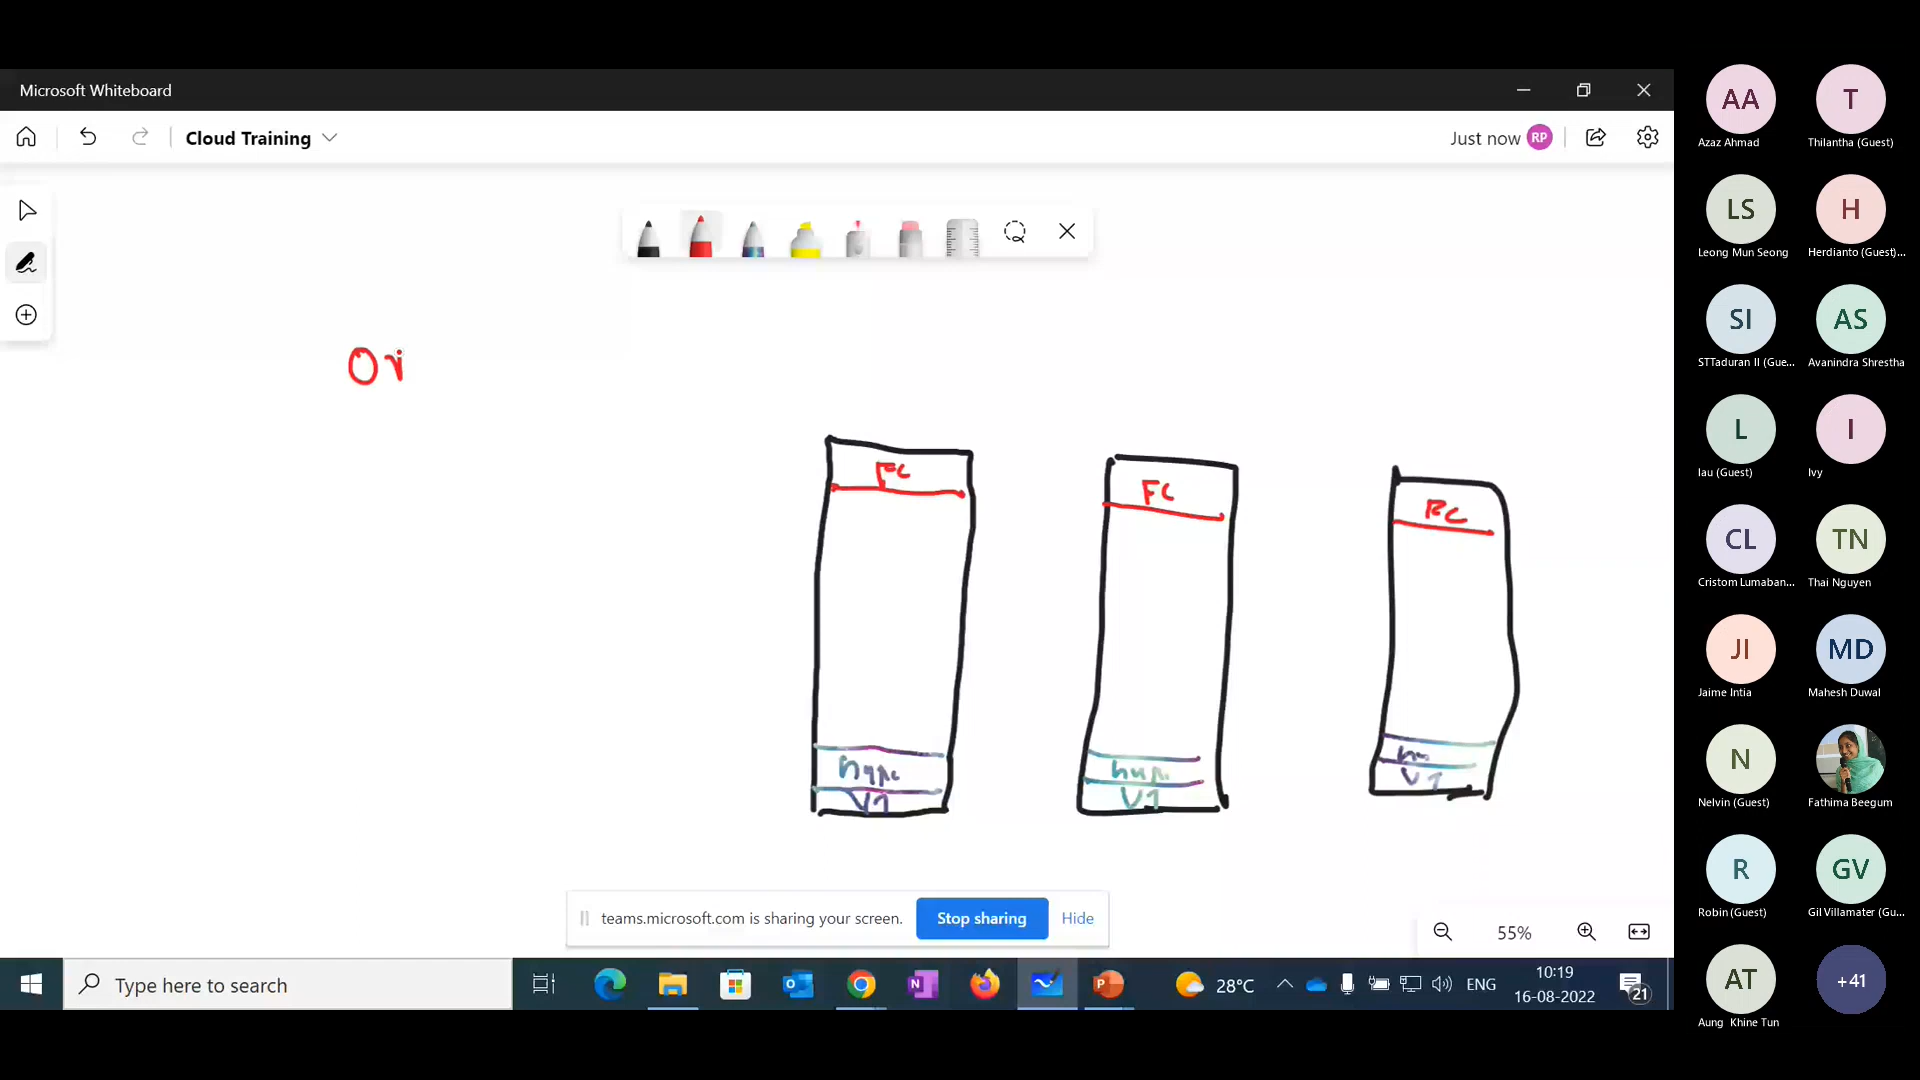 Microsoft Whiteboard
Cloud Training
Just now RP
Or
FC
FC
FC
hype
V1
hype
V1
V1
teams.microsoft.com is sharing your screen. Stop sharing Hide
55%
Type here to search
28°C
ENG
10:19
16-08-2022
21
AA
Azaz Ahmad
T
Thilantha (Guest)
LS
Leong Mun Seong
H
Herdianto (Guest)...
SI
STTaduran II (Gue...
AS
Avanindra Shrestha
L
lau (Guest)
I
Ivy
CL
Cristom Lumaban...
TN
Thai Nguyen
JI
Jaime Intia
MD
Mahesh Duwal
N
Nelvin (Guest)
Fathima Beegum
R
Robin (Guest)
GV
Gil Villamater (Gu...
AT
Aung Khine Tun
+41